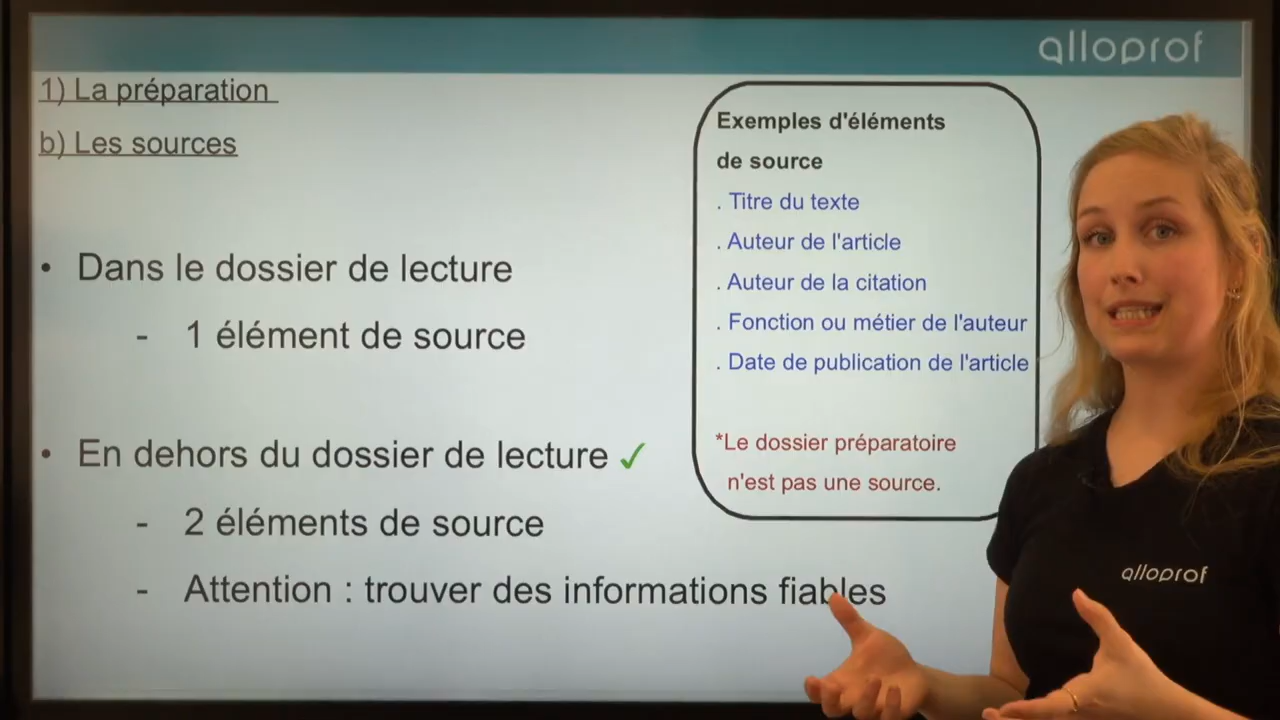 alloprof
1) La préparation
b) Les sources
• Dans le dossier de lecture
- 1 élément de source
• En dehors du dossier de lecture ✓
- 2 éléments de source
- Attention : trouver des informations fiables
Exemples d'éléments
de source
. Titre du texte
. Auteur de l'article
. Auteur de la citation
. Fonction ou métier de l'auteur
. Date de publication de l'article
*Le dossier préparatoire
n'est pas une source.
alloprof